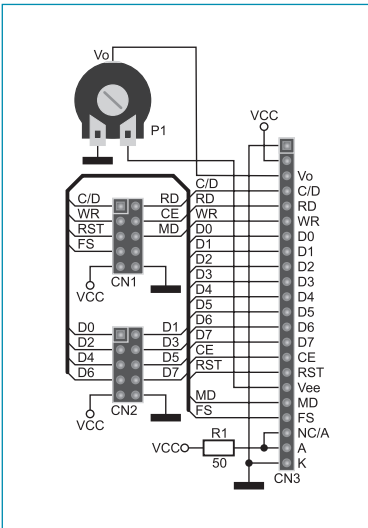 Vo
P1
VCC
C/D RD
WR CE
RST MD
FS
VCC
CN1
D0 D1
D2 D3
D4 D5
D6 D7
VCC
CN2
C/D
RD
WR
D0
D1
D2
D3
D4
D5
D6
D7
CE
RST
MD
FS
Vo
C/D
RD
WR
D0
D1
D2
D3
D4
D5
D6
D7
CE
RST
Vee
MD
FS
NC/A
A
K
CN3
VCC R1
50